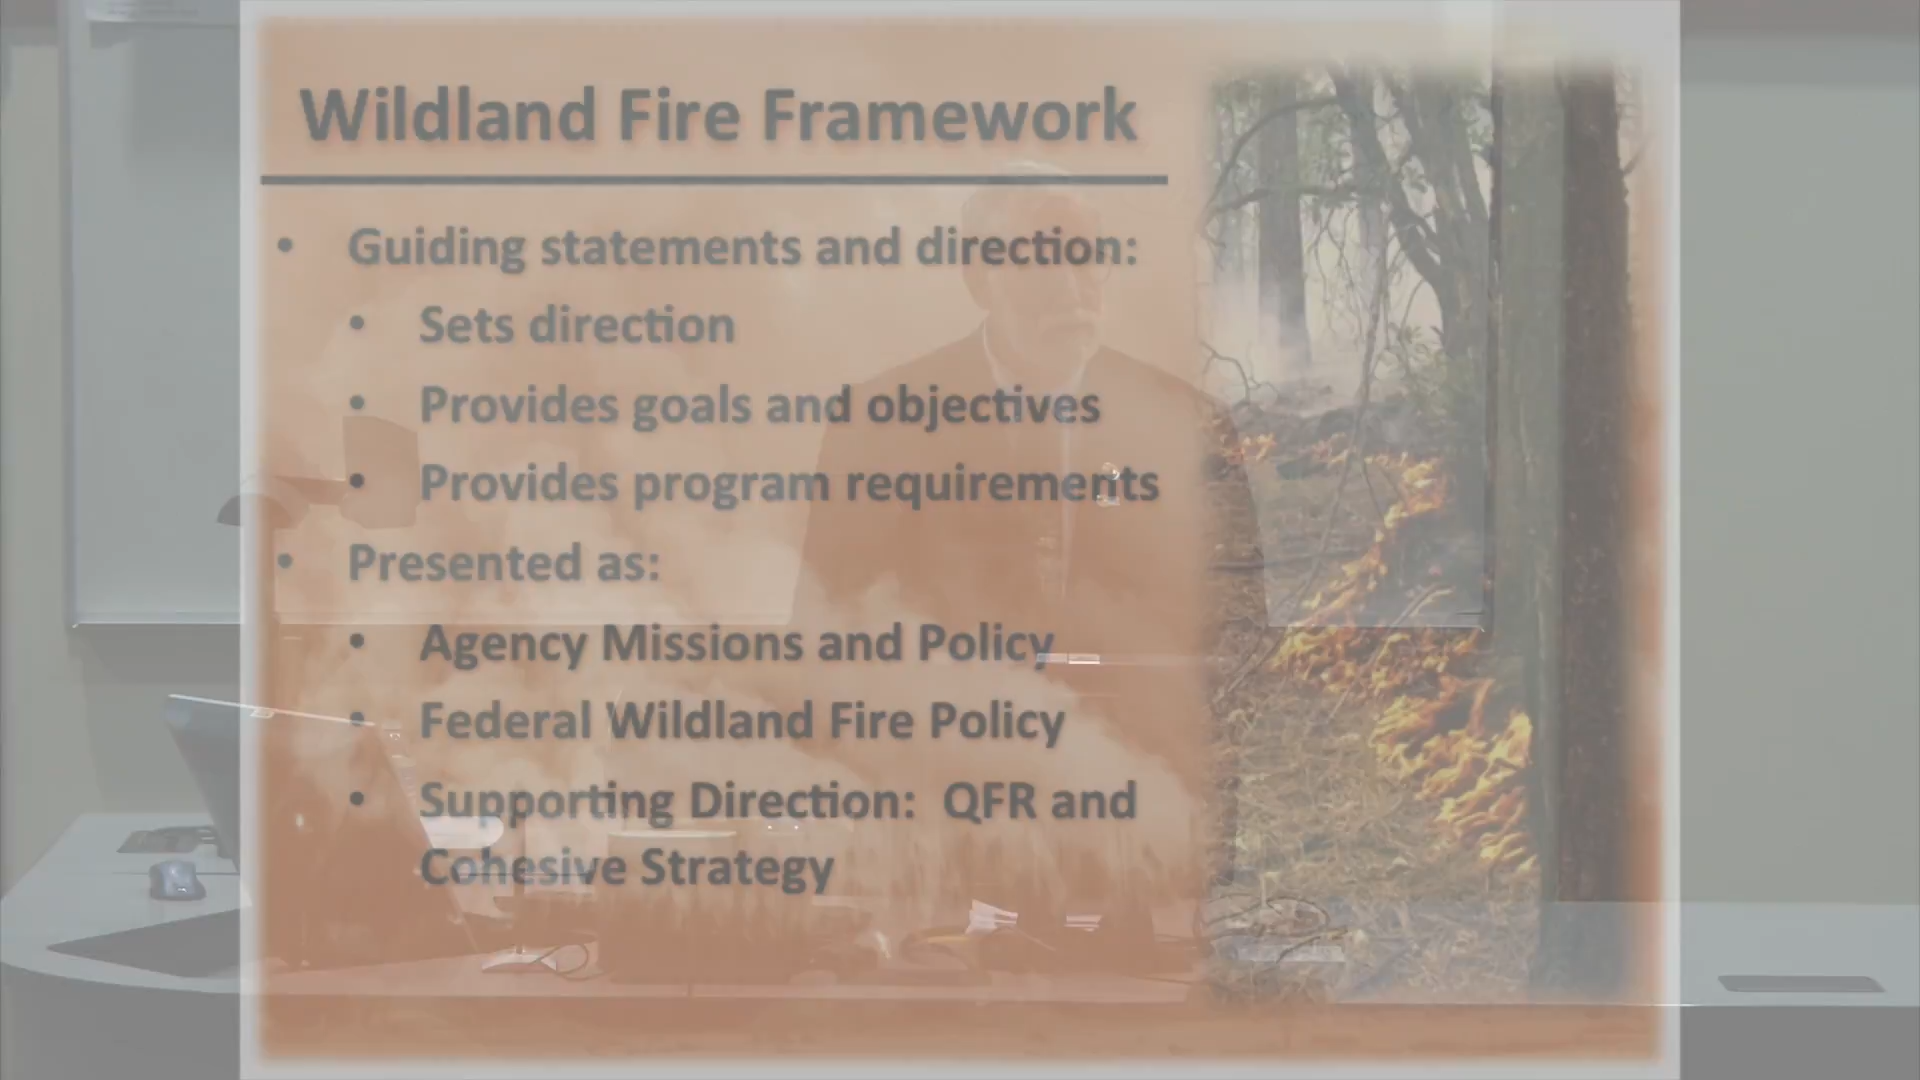 Wildland Fire Framework
• Guiding statements and direction:
• Sets direction
• Provides goals and objectives
• Provides program requirements
• Presented as:
• Agency Missions and Policy
• Federal Wildland Fire Policy
• Supporting Direction: QFR and
Cohesive Strategy